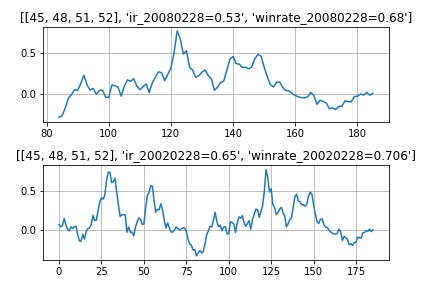 [[45, 48, 51, 52], 'ir_20080228=0.53', 'winrate_20080228=0.68']
0.5
0.0
80 100 120 140 160 180
[[45, 48, 51, 52], 'ir_20020228=0.65', 'winrate_20020228=0.706']
0.5
0.0
0 25 50 75 100 125 150 175